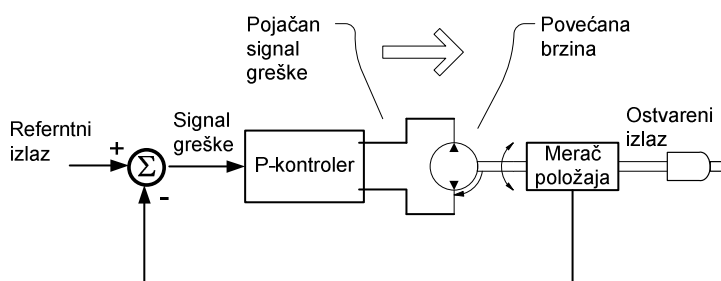 Pojačan
signal
greške
Povećana
brzina
Referntni
izlaz
+
Σ
-
Signal
greške
P-kontroler
Merač
položaja
Ostvareni
izlaz